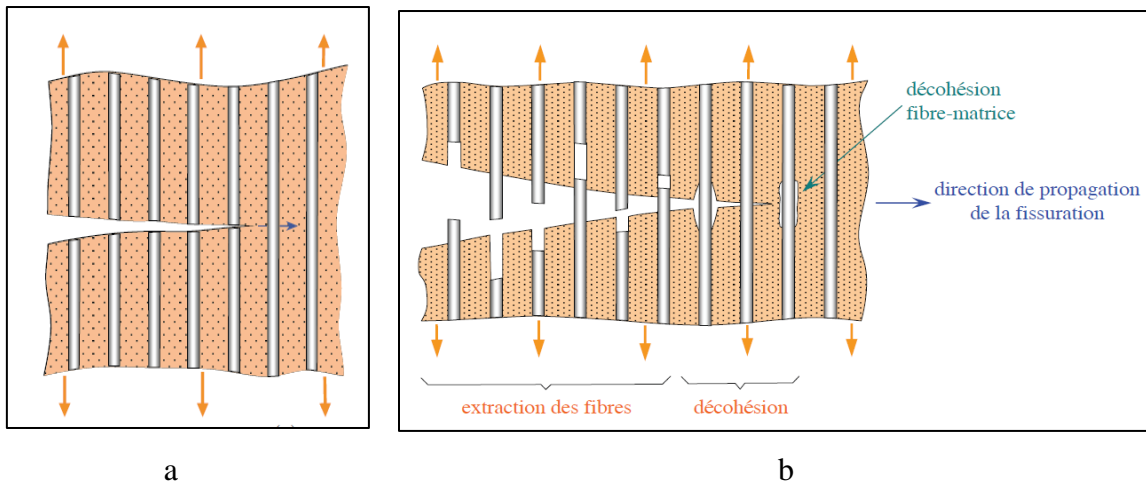 décohésion
fibre-matrice
direction de propagation
de la fissuration
extraction des fibres
décohésion
a
b